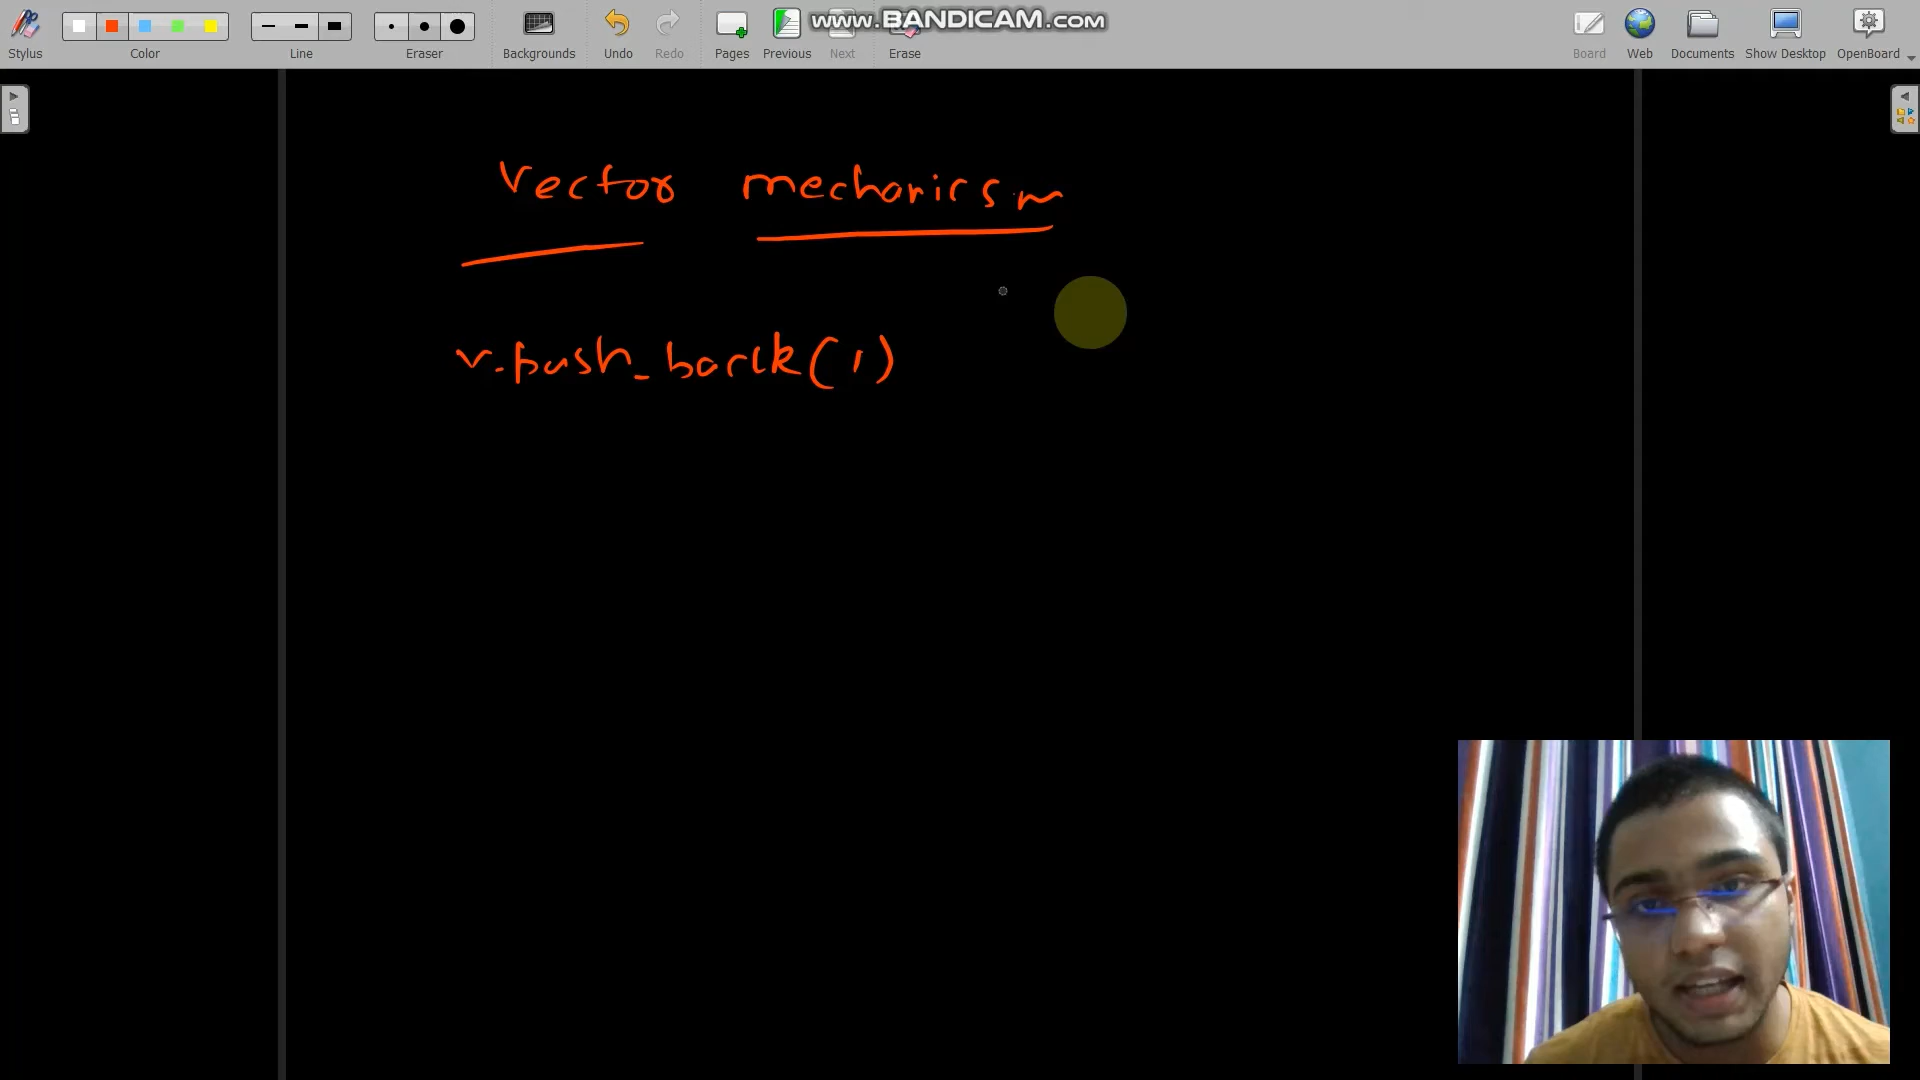 www.BANDICAM.com
Stylus Color Line Eraser Backgrounds Undo Redo Pages Previous Next Erase Board Web Documents Show Desktop OpenBoard
Vector mechanism
v.push_back(1)